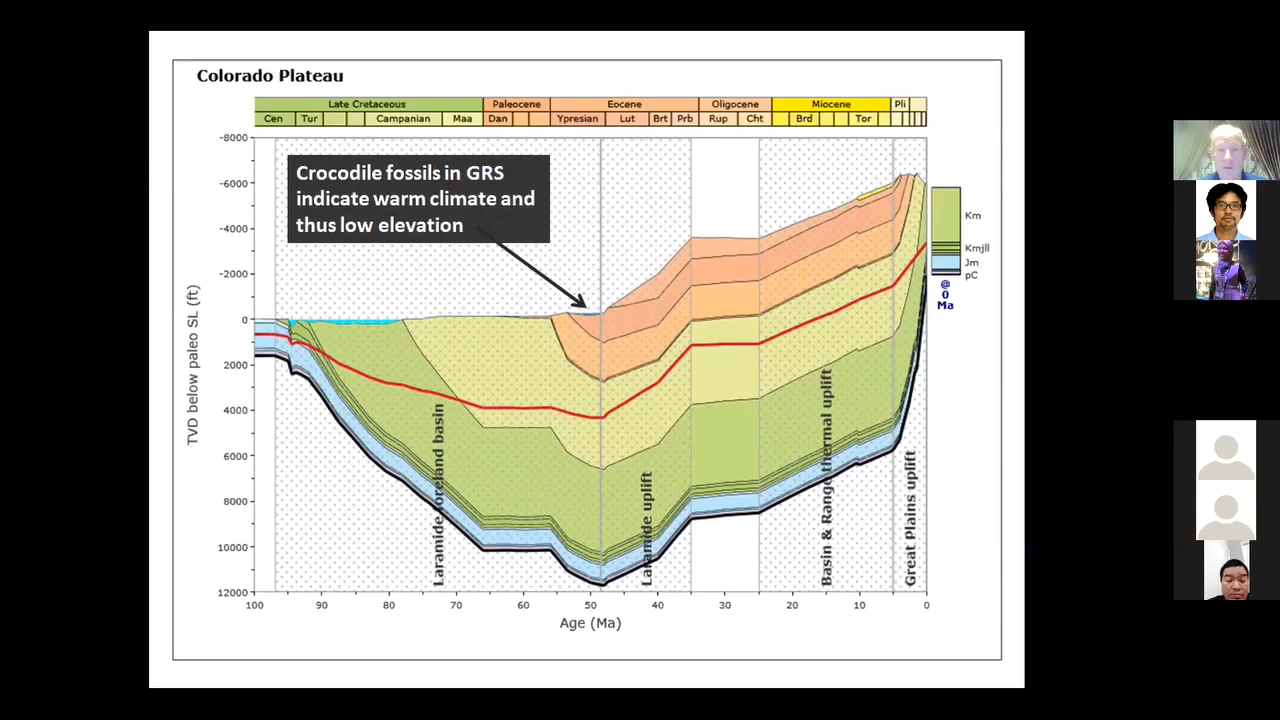 Colorado Plateau
Late Cretaceous Paleocene Eocene Oligocene Miocene Pli
Cen Tur Campanian Maa Dan Ypresian Lut Brt Prb Rup Cht Brd Tor
-8000
-6000
-4000
-2000
0
2000
4000
6000
8000
10000
12000
TVD below paleo SL (ft)
Crocodile fossils in GRS
indicate warm climate and
thus low elevation
Laramide foreland basin
Laramide uplift
Basin & Range thermal uplift
Great Plains uplift
Km
Kmjll
Jm
pC
@
0
Ma
100 90 80 70 60 50 40 30 20 10 0
Age (Ma)